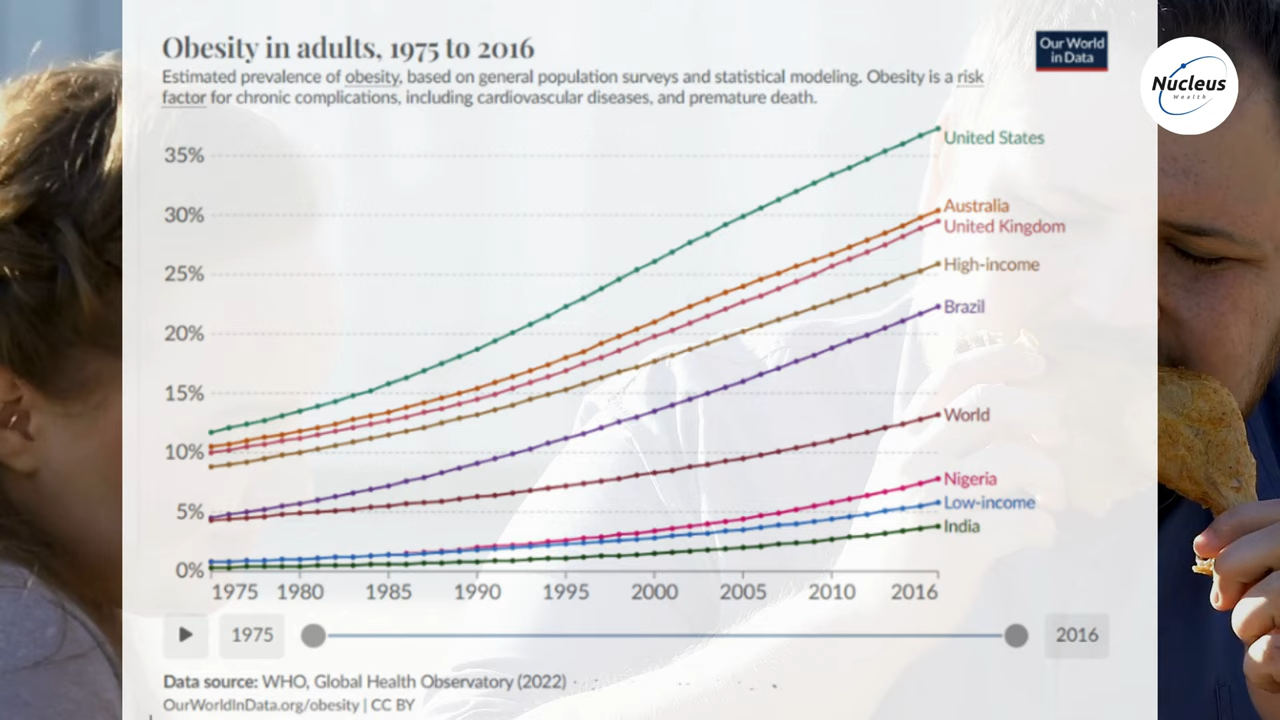 Obesity in adults, 1975 to 2016
Our World
in Data
Estimated prevalence of obesity, based on general population surveys and statistical modeling. Obesity is a risk
factor for chronic complications, including cardiovascular diseases, and premature death.
Nucleus
Wealth
35%
30%
25%
20%
15%
10%
5%
0%
United States
Australia
United Kingdom
High-income
Brazil
World
Nigeria
Low-income
India
1975 1980 1985 1990 1995 2000 2005 2010 2016
1975 2016
Data source: WHO, Global Health Observatory (2022)
OurWorldInData.org/obesity | CC BY